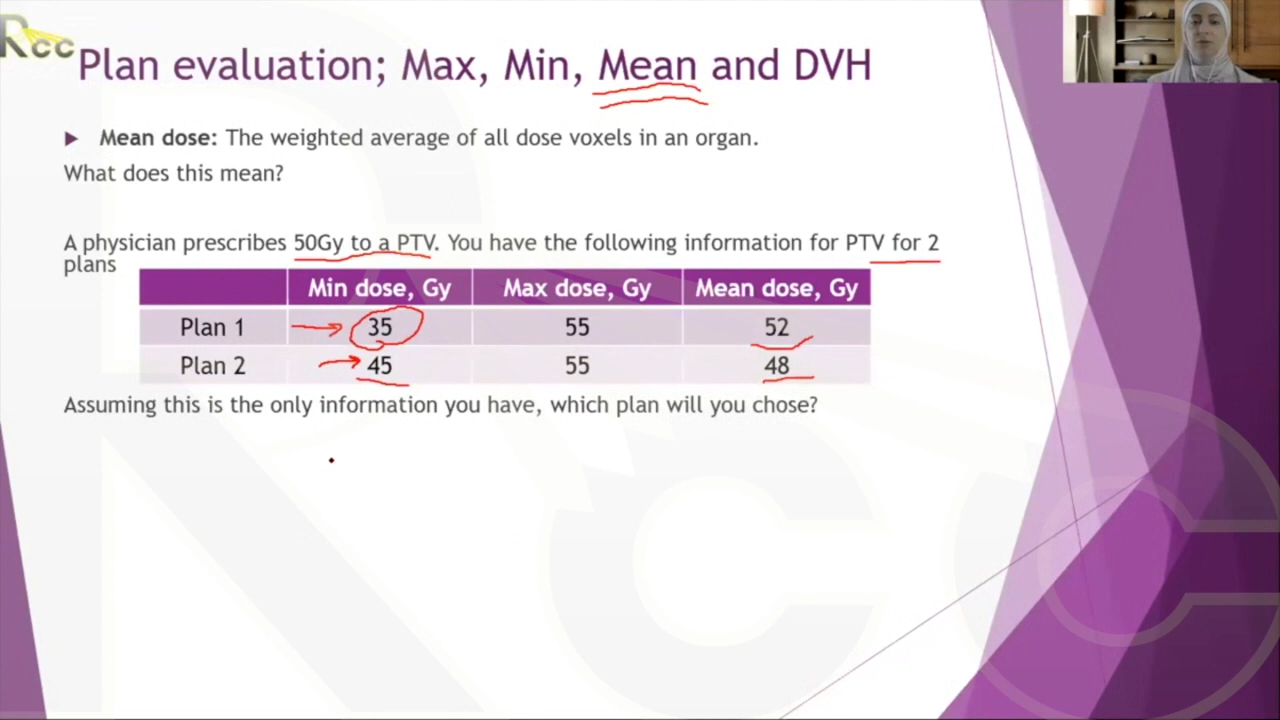 Rcc
Plan evaluation; Max, Min, Mean and DVH
Mean dose: The weighted average of all dose voxels in an organ.
What does this mean?
A physician prescribes 50Gy to a PTV. You have the following information for PTV for 2
plans
Min dose, Gy Max dose, Gy Mean dose, Gy
Plan 1 35 55 52
Plan 2 45 55 48
Assuming this is the only information you have, which plan will you chose?